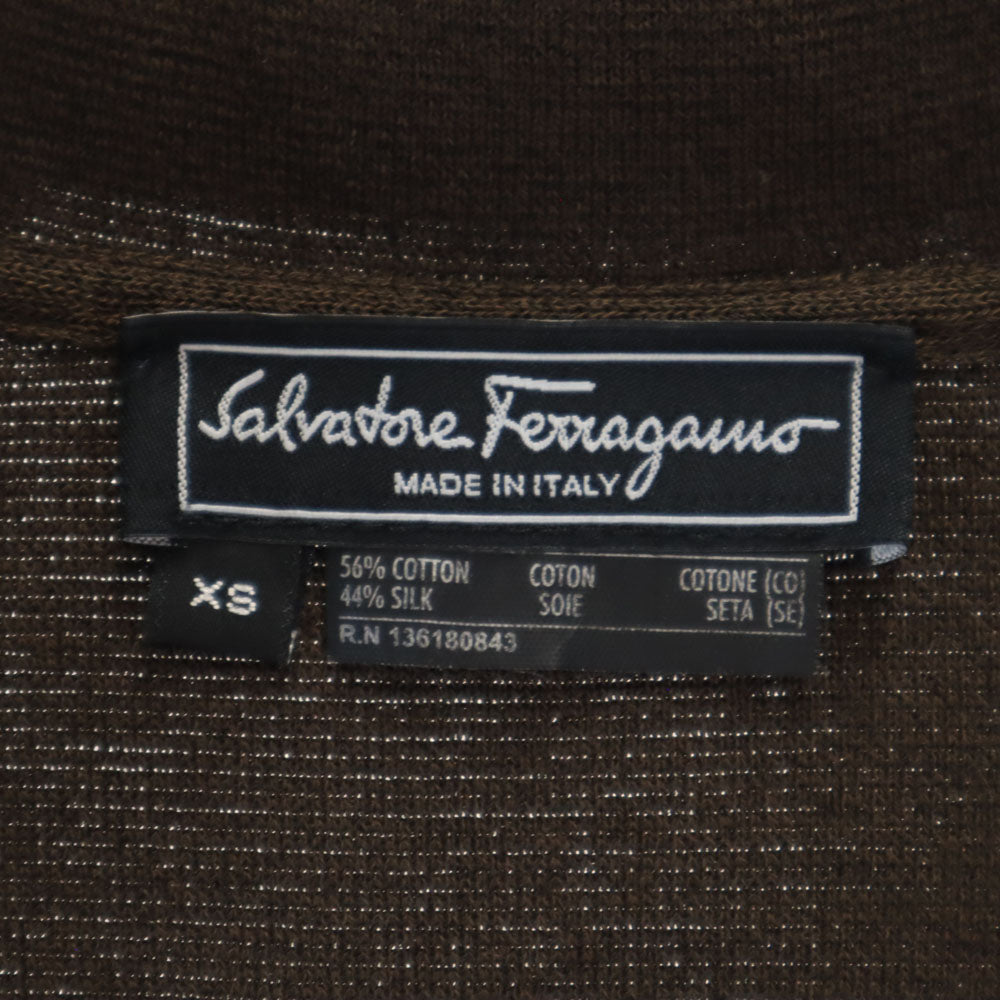 Salvatore Ferragamo
MADE IN ITALY
XS
56% COTTON COTON COTONE (CO)
44% SILK SOIE SETA (SE)
R.N 136180843